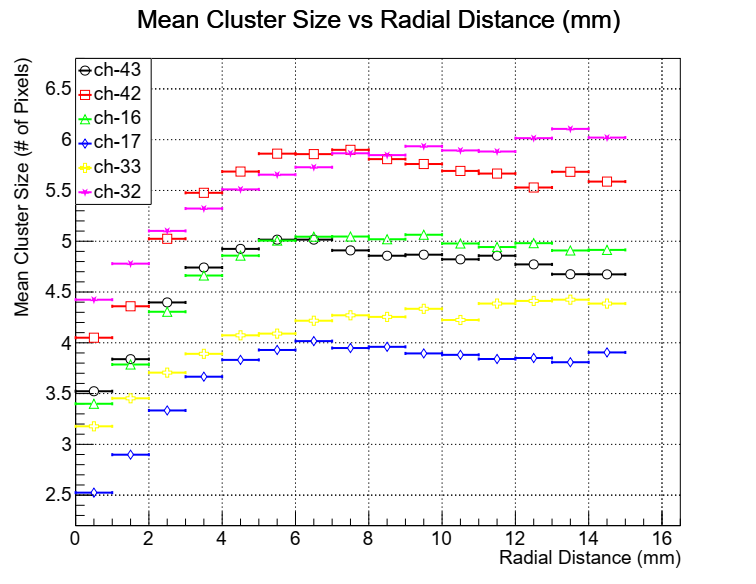 Mean Cluster Size vs Radial Distance (mm)
Mean Cluster Size (# of Pixels)
ch-43
ch-42
ch-16
ch-17
ch-33
ch-32
6.5
6
5.5
5
4.5
4
3.5
3
2.5
0 2 4 6 8 10 12 14 16
Radial Distance (mm)